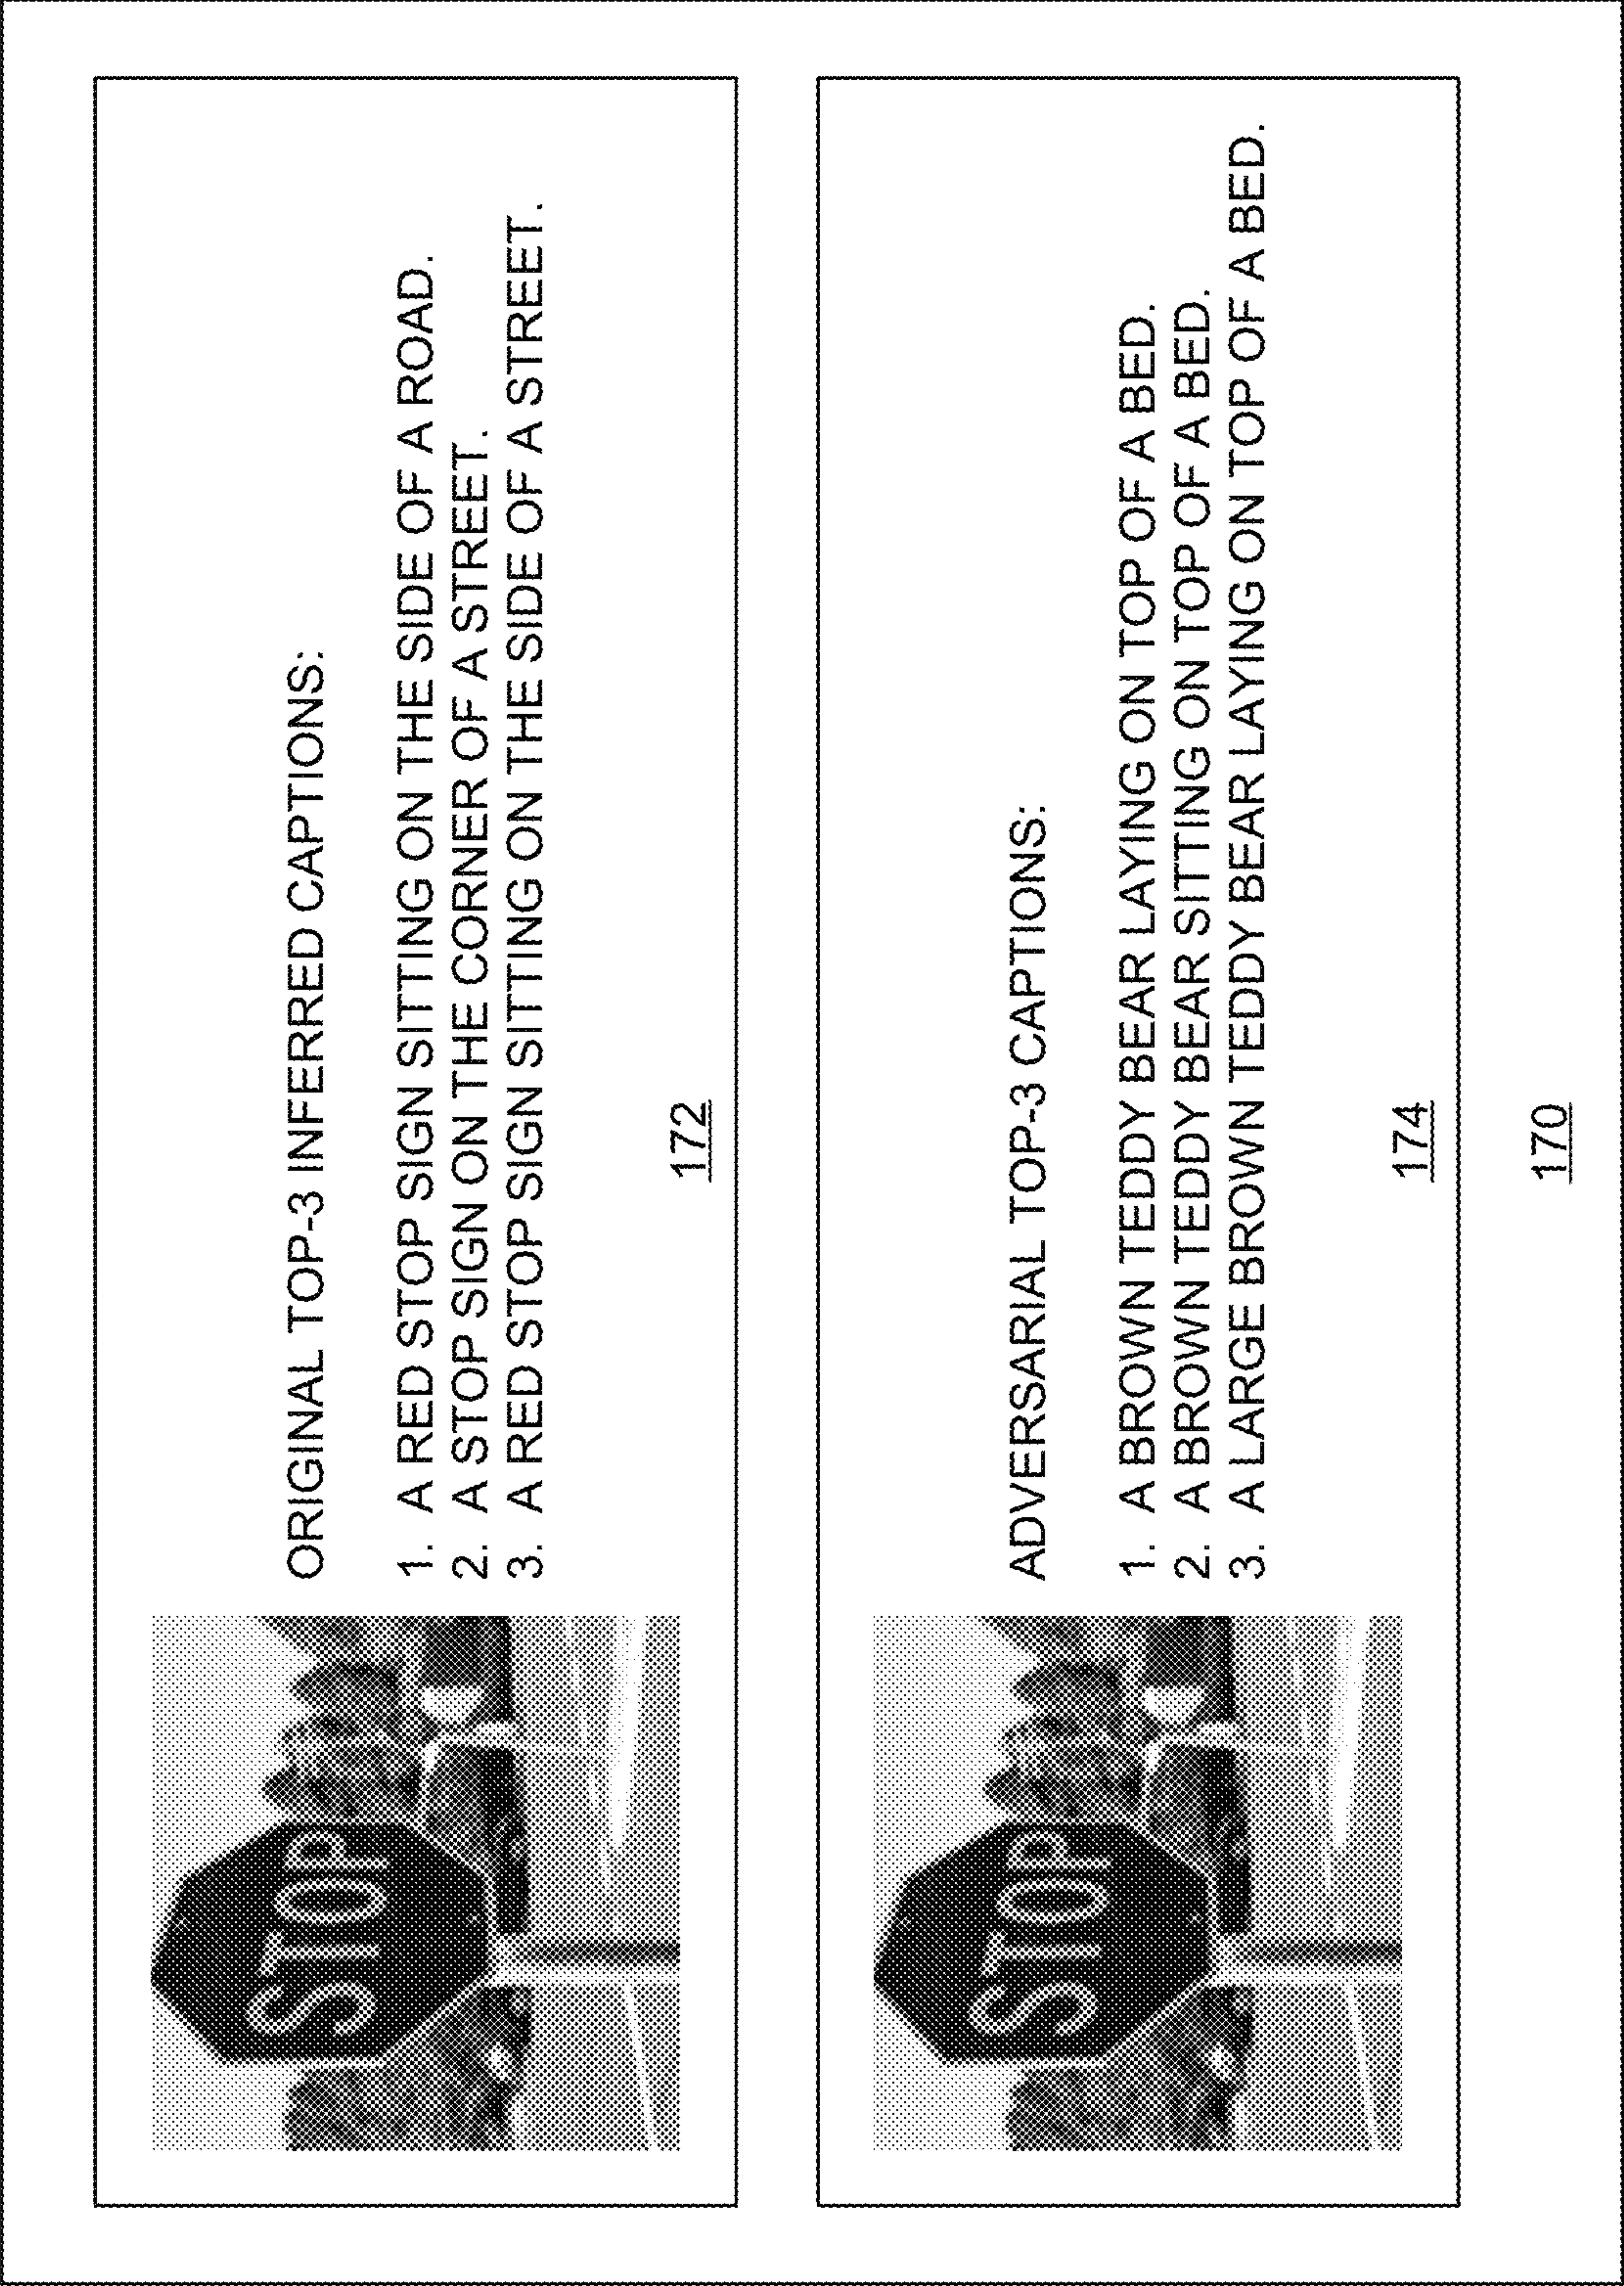 STOP
ORIGINAL TOP-3 INFERRED CAPTIONS:
1. A RED STOP SIGN SITTING ON THE SIDE OF A ROAD.
2. A STOP SIGN ON THE CORNER OF A STREET.
3. A RED STOP SIGN SITTING ON THE SIDE OF A STREET.
172
STOP
ADVERSARIAL TOP-3 CAPTIONS:
1. A BROWN TEDDY BEAR LAYING ON TOP OF A BED.
2. A BROWN TEDDY BEAR SITTING ON TOP OF A BED.
3. A LARGE BROWN TEDDY BEAR LAYING ON TOP OF A BED.
174
170